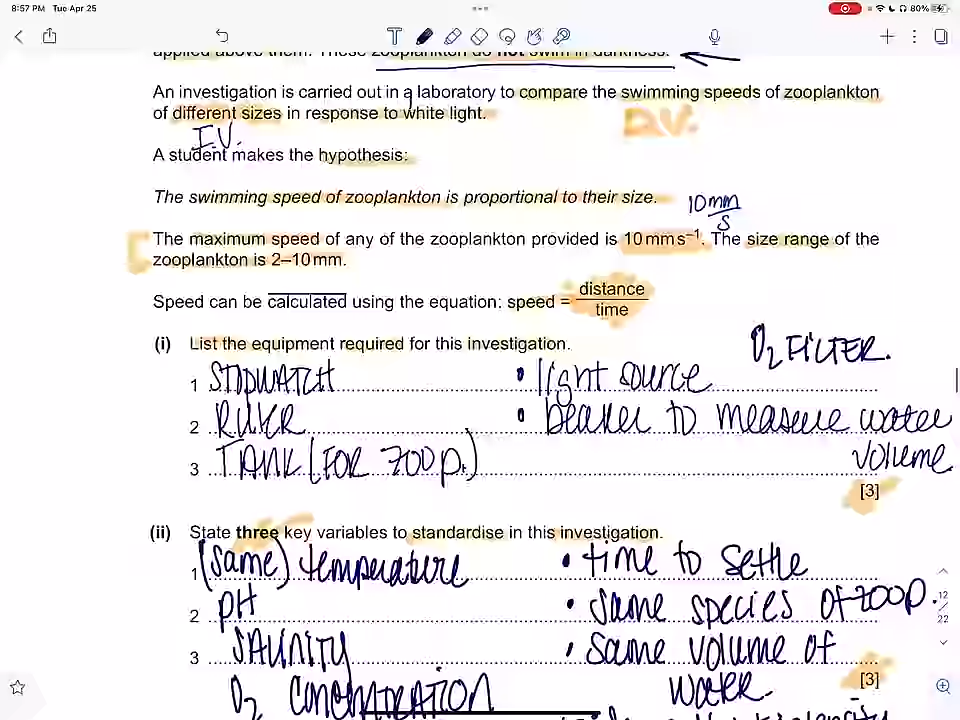 8:57 PM Tue Apr 25
80%
applied above them. These zooplankton do not swim in darkness.
An investigation is carried out in a laboratory to compare the swimming speeds of zooplankton
of different sizes in response to white light.
D.V.
I.V.
A student makes the hypothesis:
The swimming speed of zooplankton is proportional to their size.
10mm
s
The maximum speed of any of the zooplankton provided is 10 mm s⁻¹. The size range of the
zooplankton is 2–10 mm.
Speed can be calculated using the equation: speed = distance
time
(i) List the equipment required for this investigation.
O₂ FILTER.
1 STOPWATCH • light source
2 RULER • beaker to measure water
volume.
3 TANK (FOR ZOOP.)
[3]
(ii) State three key variables to standardise in this investigation.
1 (same) temperature • time to settle
2 pH • same species of zoop.
12
22
3 SALINITY • same volume of
[3]
O₂ CONCENTRATION water.